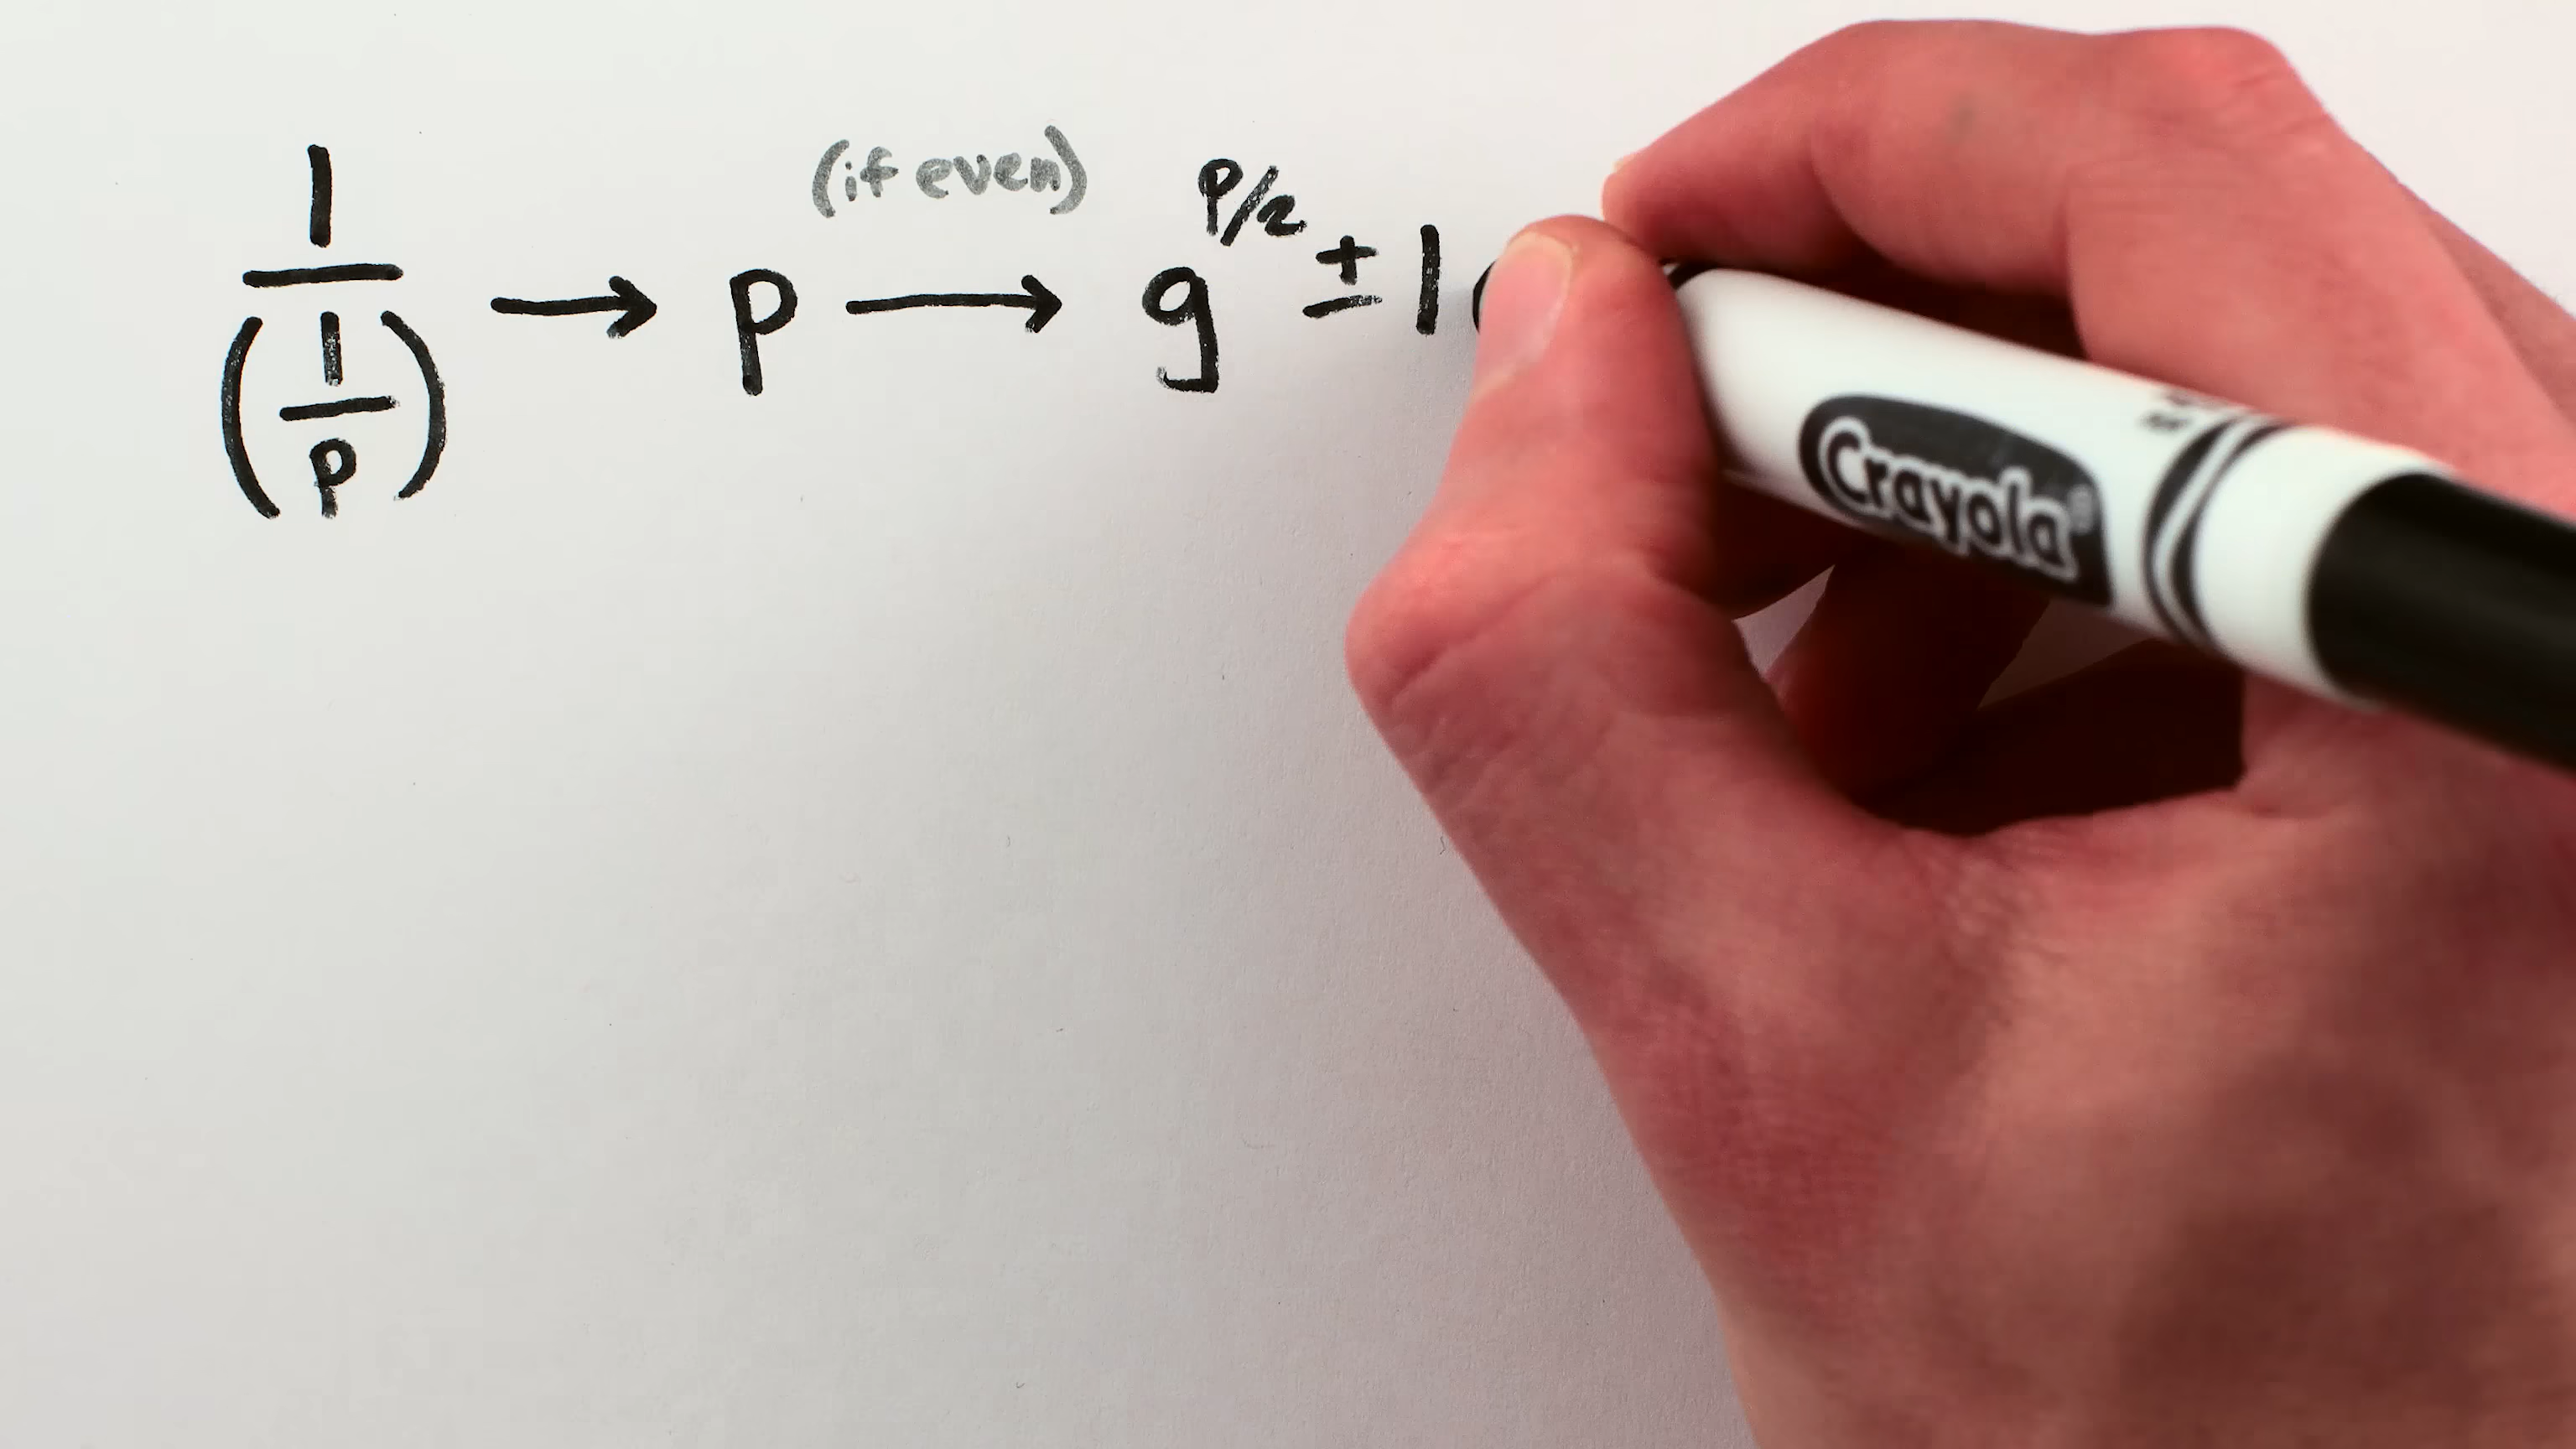 (if even)
1/(1/p) → p → g^p/2 ± 1
Crayola®